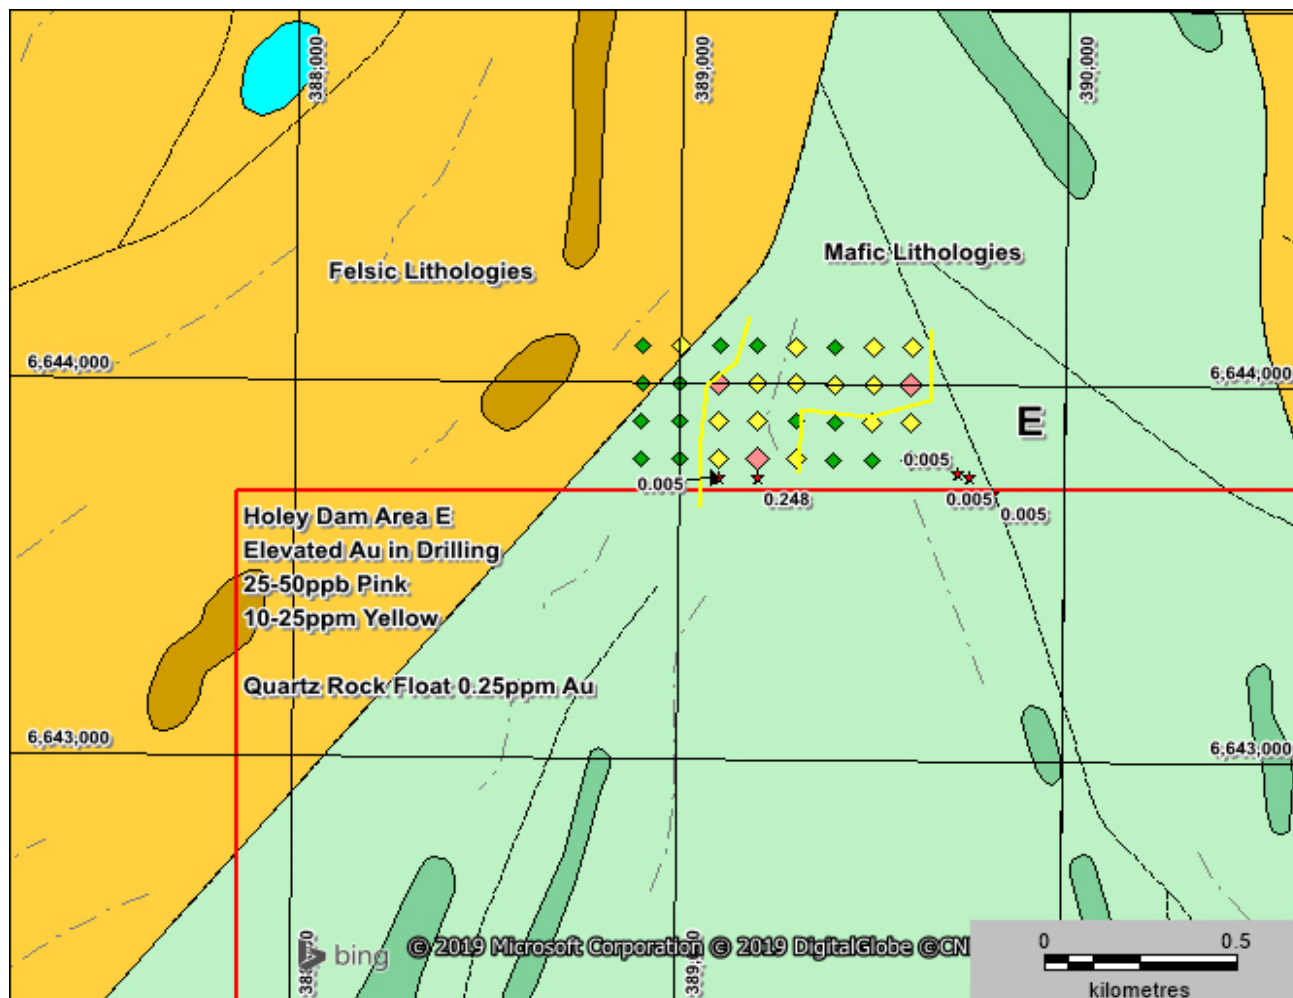 388,000
389,000
390,000
Mafic Lithologies
Felsic Lithologies
6,644,000
6,644,000
E
0.005
0.005
0.248
0.005
0.005
Holey Dam Area E
Elevated Au in Drilling
25-50ppb Pink
10-25ppm Yellow
Quartz Rock Float 0.25ppm Au
6,643,000
6,643,000
bing
© 2019 Microsoft Corporation © 2019 DigitalGlobe ©CN
0 0.5
kilometres